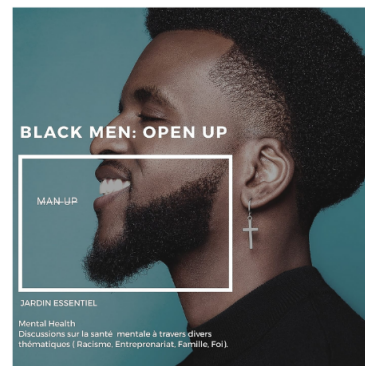 BLACK MEN: OPEN UP
MAN UP
JARDIN ESSENTIEL
Mental Health
Discussions sur la santé mentale à travers divers
thématiques ( Racisme, Entreprenariat, Famille, Foi).